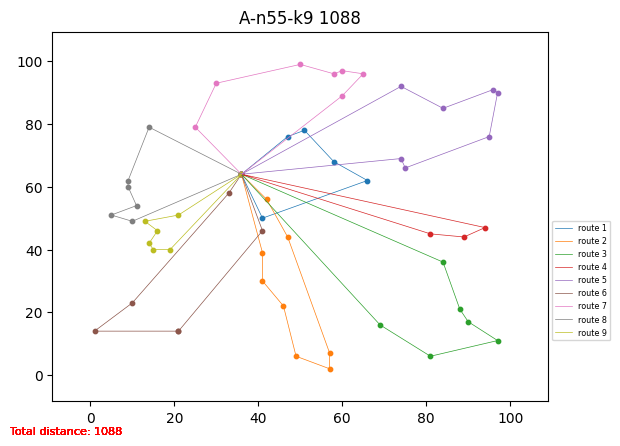 A-n55-k9 1088
100
80
60
40
20
0
0 20 40 60 80 100
route 1
route 2
route 3
route 4
route 5
route 6
route 7
route 8
route 9
Total distance: 1088